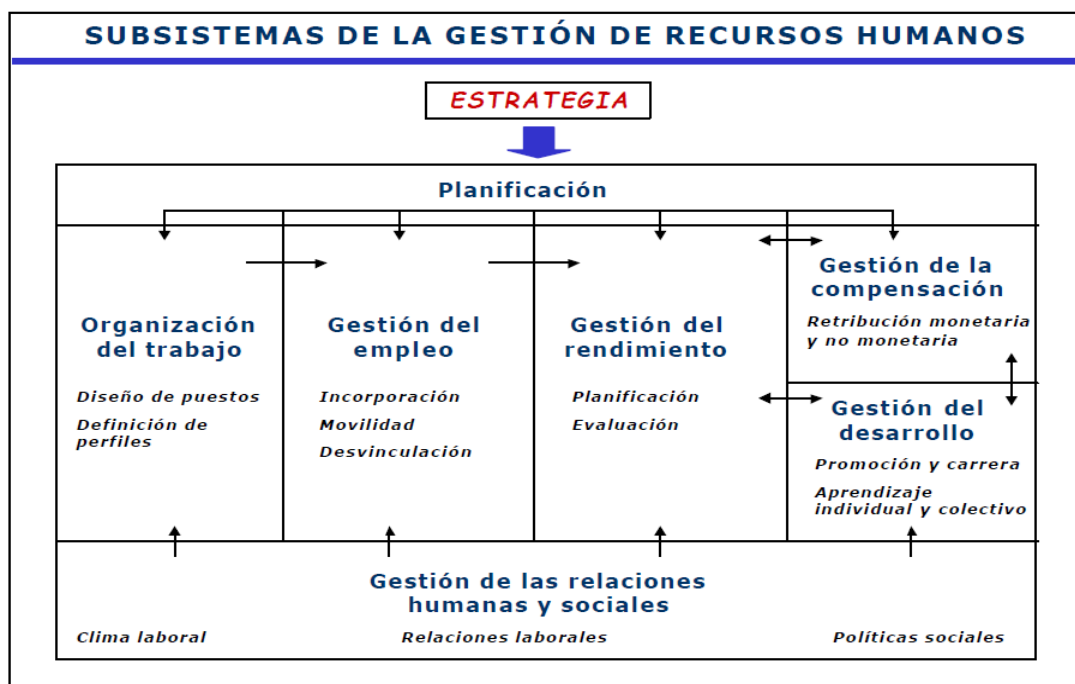 SUBSISTEMAS DE LA GESTIÓN DE RECURSOS HUMANOS
ESTRATEGIA
Planificación
Organización
del trabajo
Diseño de puestos
Definición de
perfiles
Gestión del
empleo
Incorporación
Movilidad
Desvinculación
Gestión del
rendimiento
Planificación
Evaluación
Gestión de la
compensación
Retribución monetaria
y no monetaria
Gestión del
desarrollo
Promoción y carrera
Aprendizaje
individual y colectivo
Gestión de las relaciones
humanas y sociales
Clima laboral
Relaciones laborales
Políticas sociales